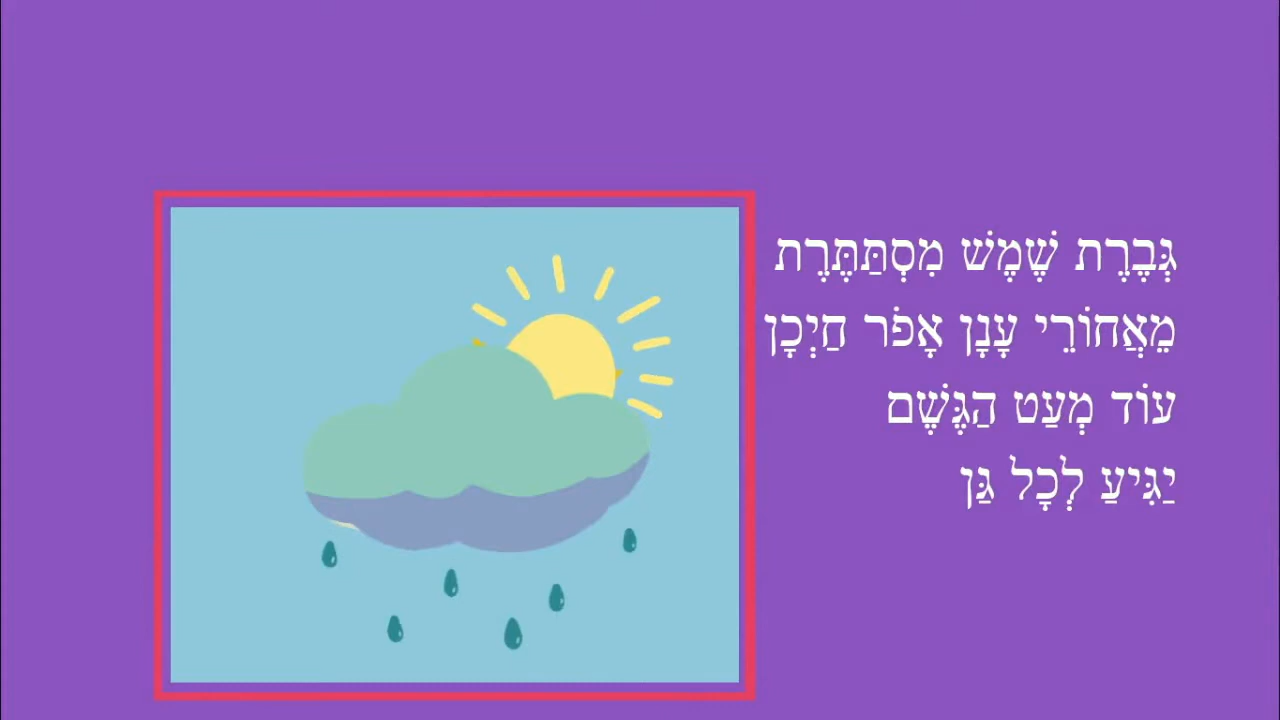 גְּבֶרֶת שֶׁמֶשׁ מִסְתַּתֶּרֶת
מֵאֲחוֹרֵי עָנָן אָפֹר חַיְכָן
עוֹד מְעַט הַגֶּשֶׁם
יַגִּיעַ לְכָל גַּן